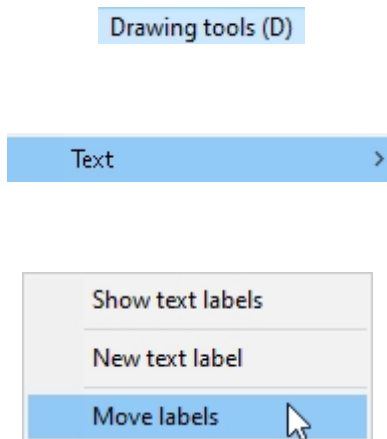 Drawing tools (D)
Text
Show text labels
New text label
Move labels